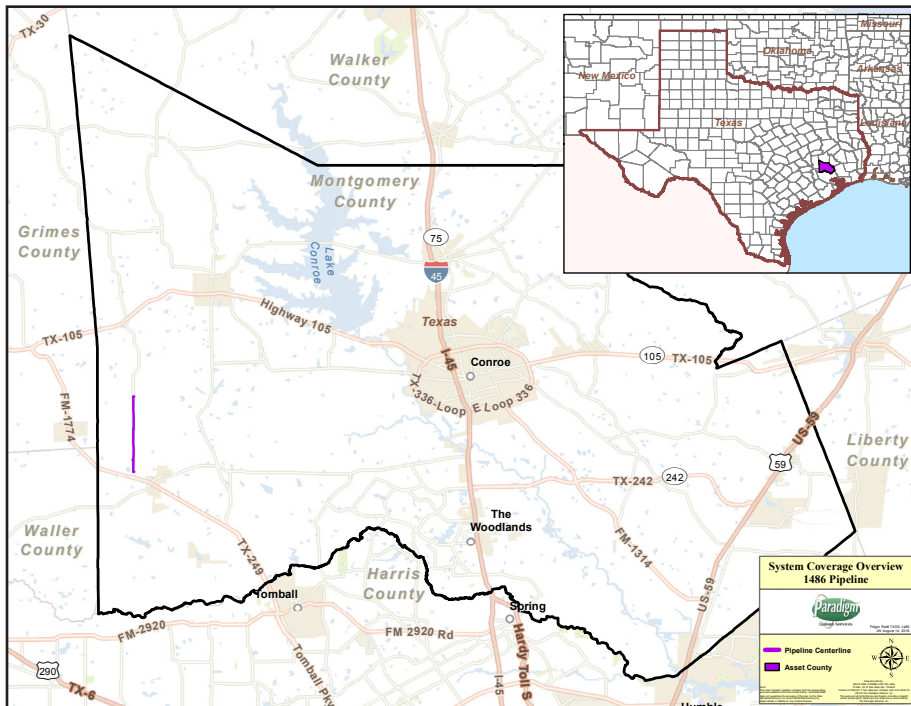 TX-30
Walker
County
Missouri
Oklahoma
New Mexico
Arkansas
Texas
Louisiana
Montgomery
County
Grimes
County
Lake
Conroe
75
45
Texas
Highway 105
TX-105
I-45
Conroe
105
TX-105
TX-336-Loop
E Loop 336
FM-1774
US-59
59
Liberty
County
TX-242
242
The
Woodlands
FM-1314
Waller
County
TX-249
Harris
County
Tomball
Spring
US-59
FM-2920
FM 2920 Rd
Hardy Toll S
290
TX-6
Tomball Pk
I-45
Humble
System Coverage Overview
1486 Pipeline
Paradigm
Pipeline Centerline
Asset County
N
W
E
S